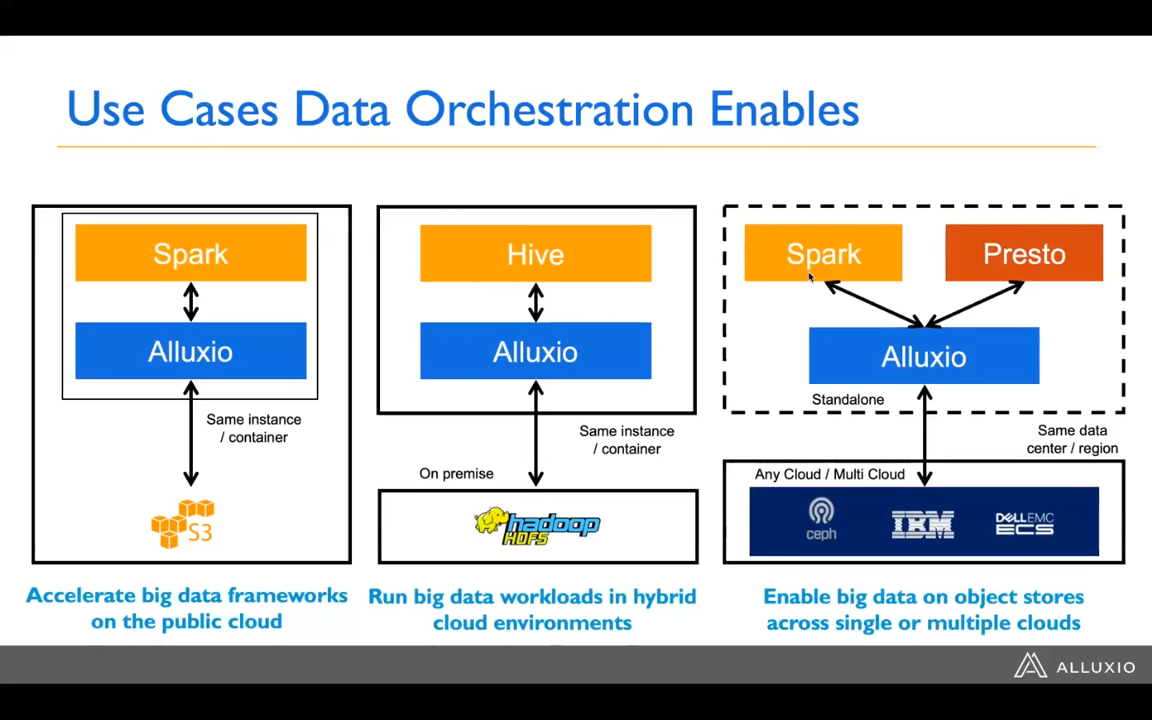 Use Cases Data Orchestration Enables
Spark
Alluxio
Same instance
/ container
S3
Accelerate big data frameworks
on the public cloud
Hive
Alluxio
Same instance
/ container
On premise
hadoop
HDFS
Run big data workloads in hybrid
cloud environments
Spark
Presto
Alluxio
Standalone
Same data
center / region
Any Cloud / Multi Cloud
ceph
IBM
DELLEMC
ECS
Enable big data on object stores
across single or multiple clouds
ALLUXIO